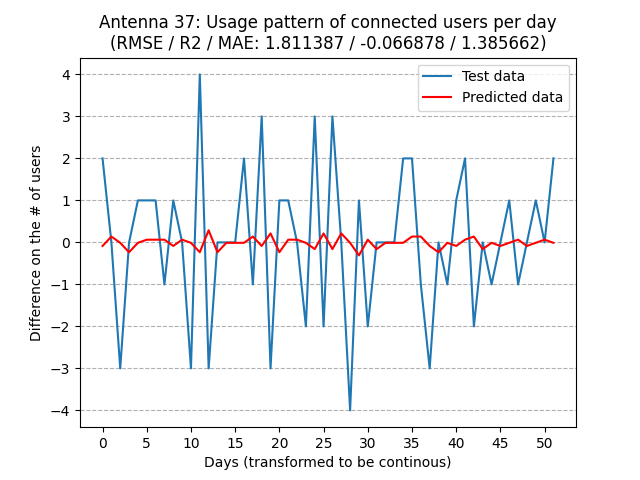 Antenna 37: Usage pattern of connected users per day
(RMSE / R2 / MAE: 1.811387 / -0.066878 / 1.385662)
Test data
Predicted data
4
3
2
1
0
−1
−2
−3
−4
Difference on the # of users
0 5 10 15 20 25 30 35 40 45 50
Days (transformed to be continous)